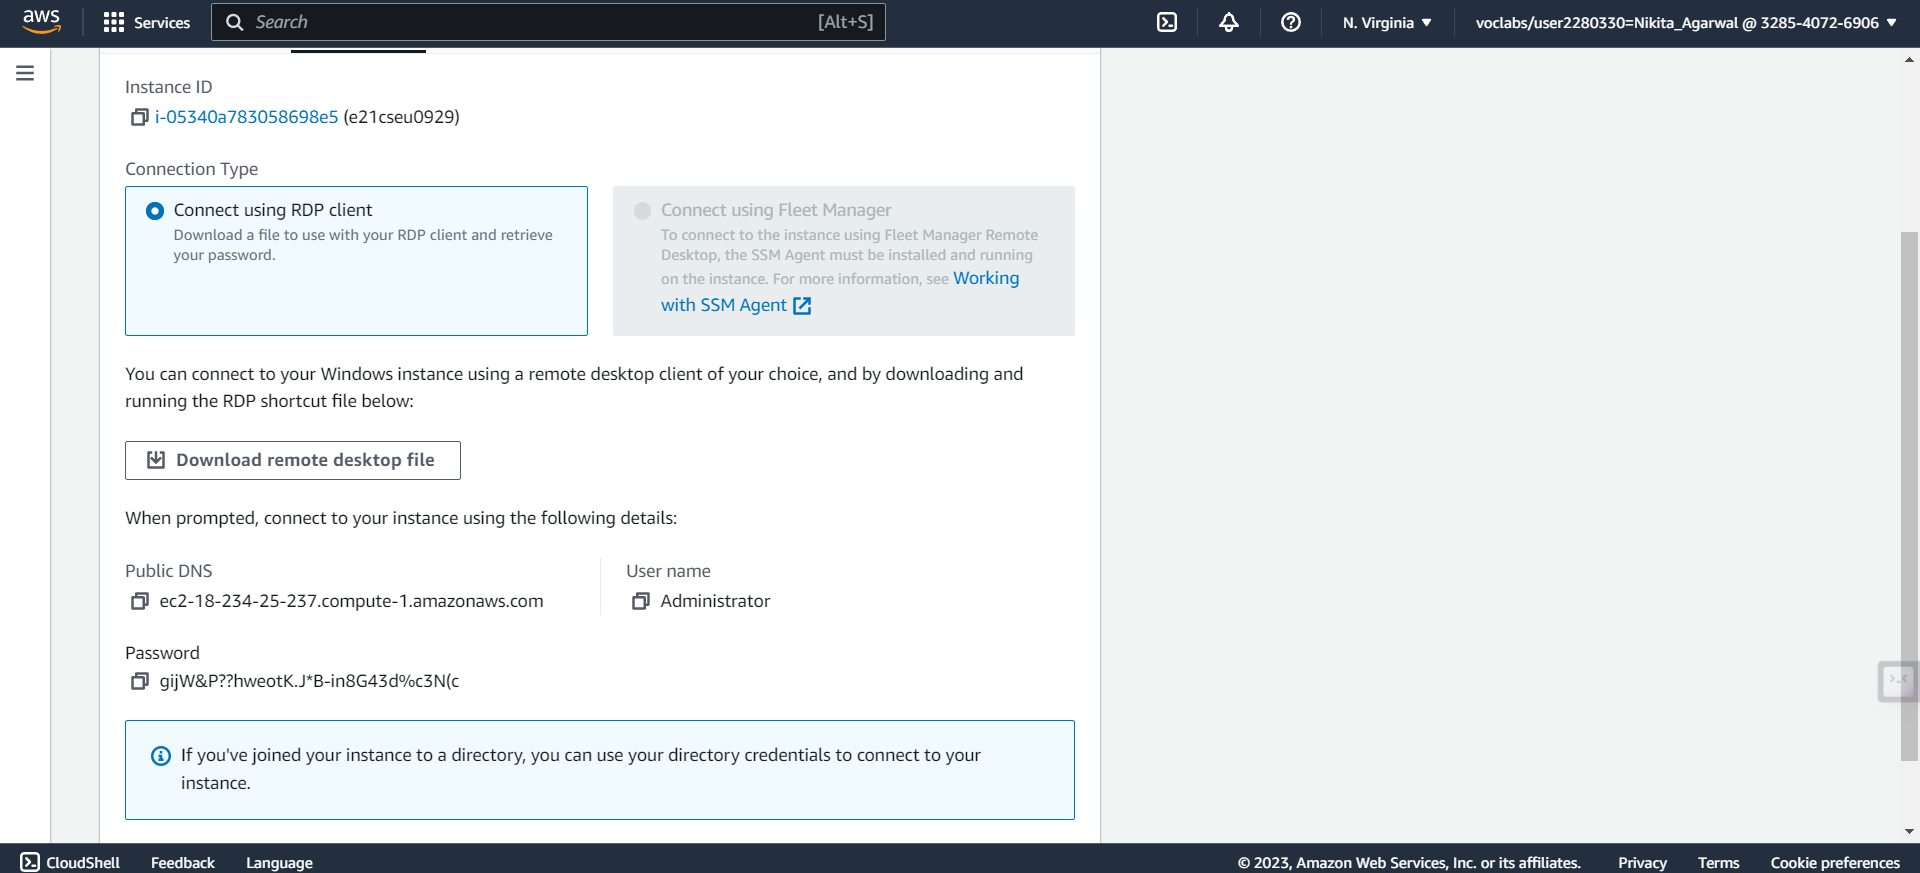 aws
Services
Search
[Alt+S]
N. Virginia
voclabs/user2280330=Nikita_Agarwal @ 3285-4072-6906
Instance ID
i-05340a783058698e5 (e21cseu0929)
Connection Type
Connect using RDP client
Download a file to use with your RDP client and retrieve
your password.
Connect using Fleet Manager
To connect to the instance using Fleet Manager Remote
Desktop, the SSM Agent must be installed and running
on the instance. For more information, see Working
with SSM Agent
You can connect to your Windows instance using a remote desktop client of your choice, and by downloading and
running the RDP shortcut file below:
Download remote desktop file
When prompted, connect to your instance using the following details:
Public DNS
ec2-18-234-25-237.compute-1.amazonaws.com
User name
Administrator
Password
gijW&P??hweotK.J*B-in8G43d%c3N(c
If you've joined your instance to a directory, you can use your directory credentials to connect to your
instance.
CloudShell
Feedback
Language
© 2023, Amazon Web Services, Inc. or its affiliates.
Privacy
Terms
Cookie preferences